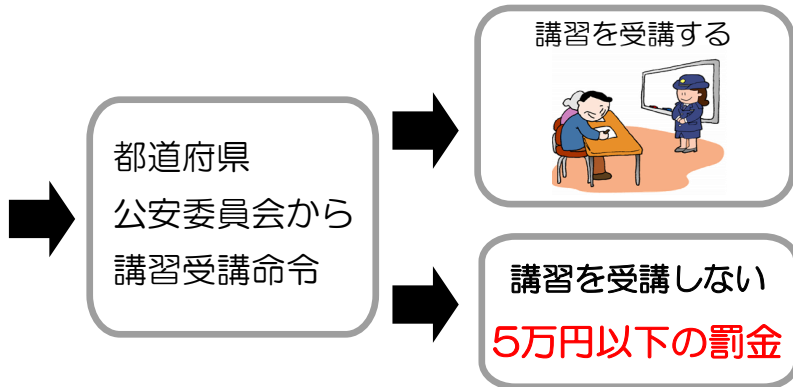 都道府県
公安委員会から
講習受講命令
講習を受講する
講習を受講しない
5万円以下の罰金